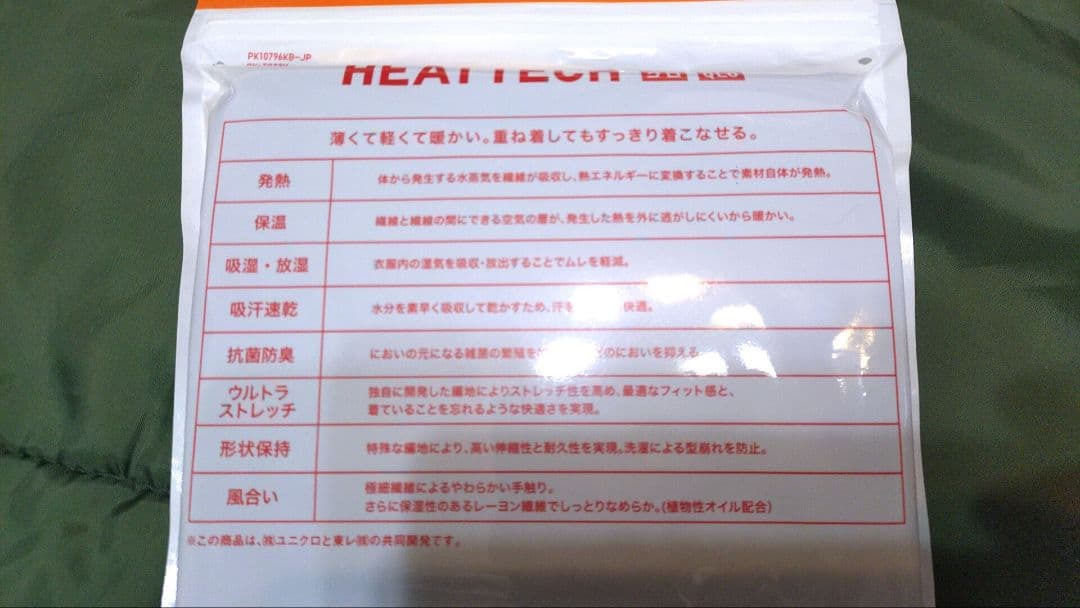 PK10796KB-JP
HEATTECH
薄くて軽くて暖かい。重ね着してもすっきり着こなせる。
発熱 体から発生する水蒸気を繊維が吸収し、熱エネルギーに変換することで素材自体が発熱。
保温 繊維と繊維の間にできる空気の層が、発生した熱を外に逃がしにくいから暖かい。
吸湿・放湿 衣服内の湿気を吸収・放出することでムレを軽減。
吸汗速乾 水分を素早く吸収して乾かすため、汗を 快適。
抗菌防臭 においの元になる雑菌の繁殖を のにおいを抑える。
ウルトラ
ストレッチ
独自に開発した編地によりストレッチ性を高め、最適なフィット感と、
着ていることを忘れるような快適さを実現。
形状保持 特殊な編地により、高い伸縮性と耐久性を実現。洗濯による型崩れを防止。
風合い
極細繊維によるやわらかい手触り。
さらに保湿性のあるレーヨン繊維でしっとりなめらか。(植物性オイル配合)
※この商品は、㈱ユニクロと東レ㈱の共同開発です。